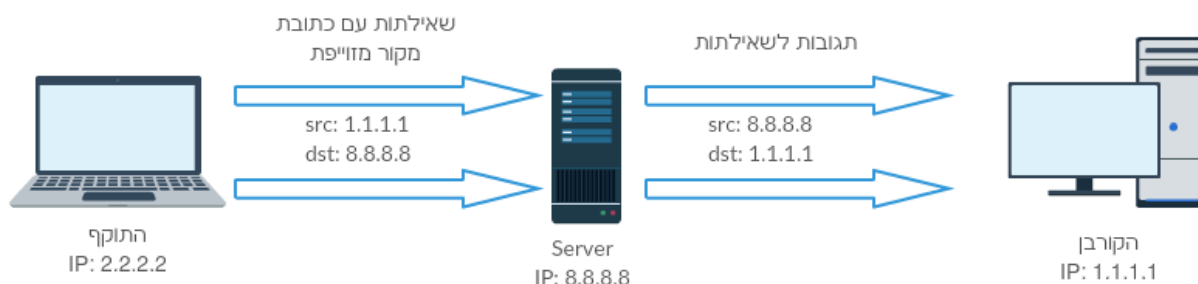 שאילתות עם כתובת
מקור מזוייפת
src: 1.1.1.1
dst: 8.8.8.8
תגובות לשאילתות
src: 8.8.8.8
dst: 1.1.1.1
התוקף
IP: 2.2.2.2
Server
IP: 8.8.8.8
הקורבן
IP: 1.1.1.1